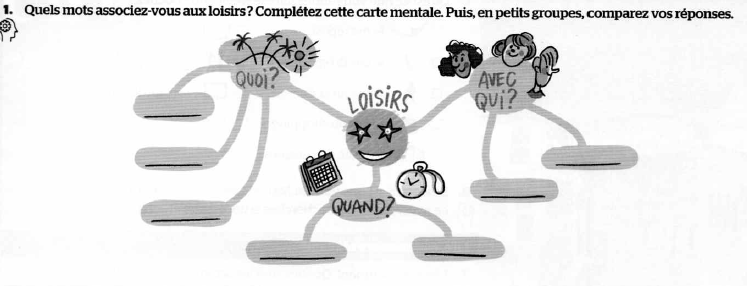 1. Quels mots associez-vous aux loisirs ? Complétez cette carte mentale. Puis, en petits groupes, comparez vos réponses.
QUOI?
AVEC
QUI?
LOISIRS
QUAND?